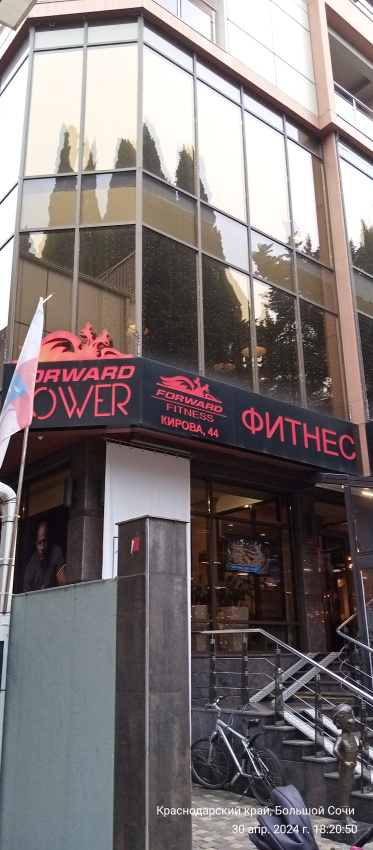 FORWARD
OWER
FORWARD
FITNESS
КИРОВА, 44
ФИТНЕС
Краснодарский край, Большой Сочи
30 апр. 2024 г. 18:20:50